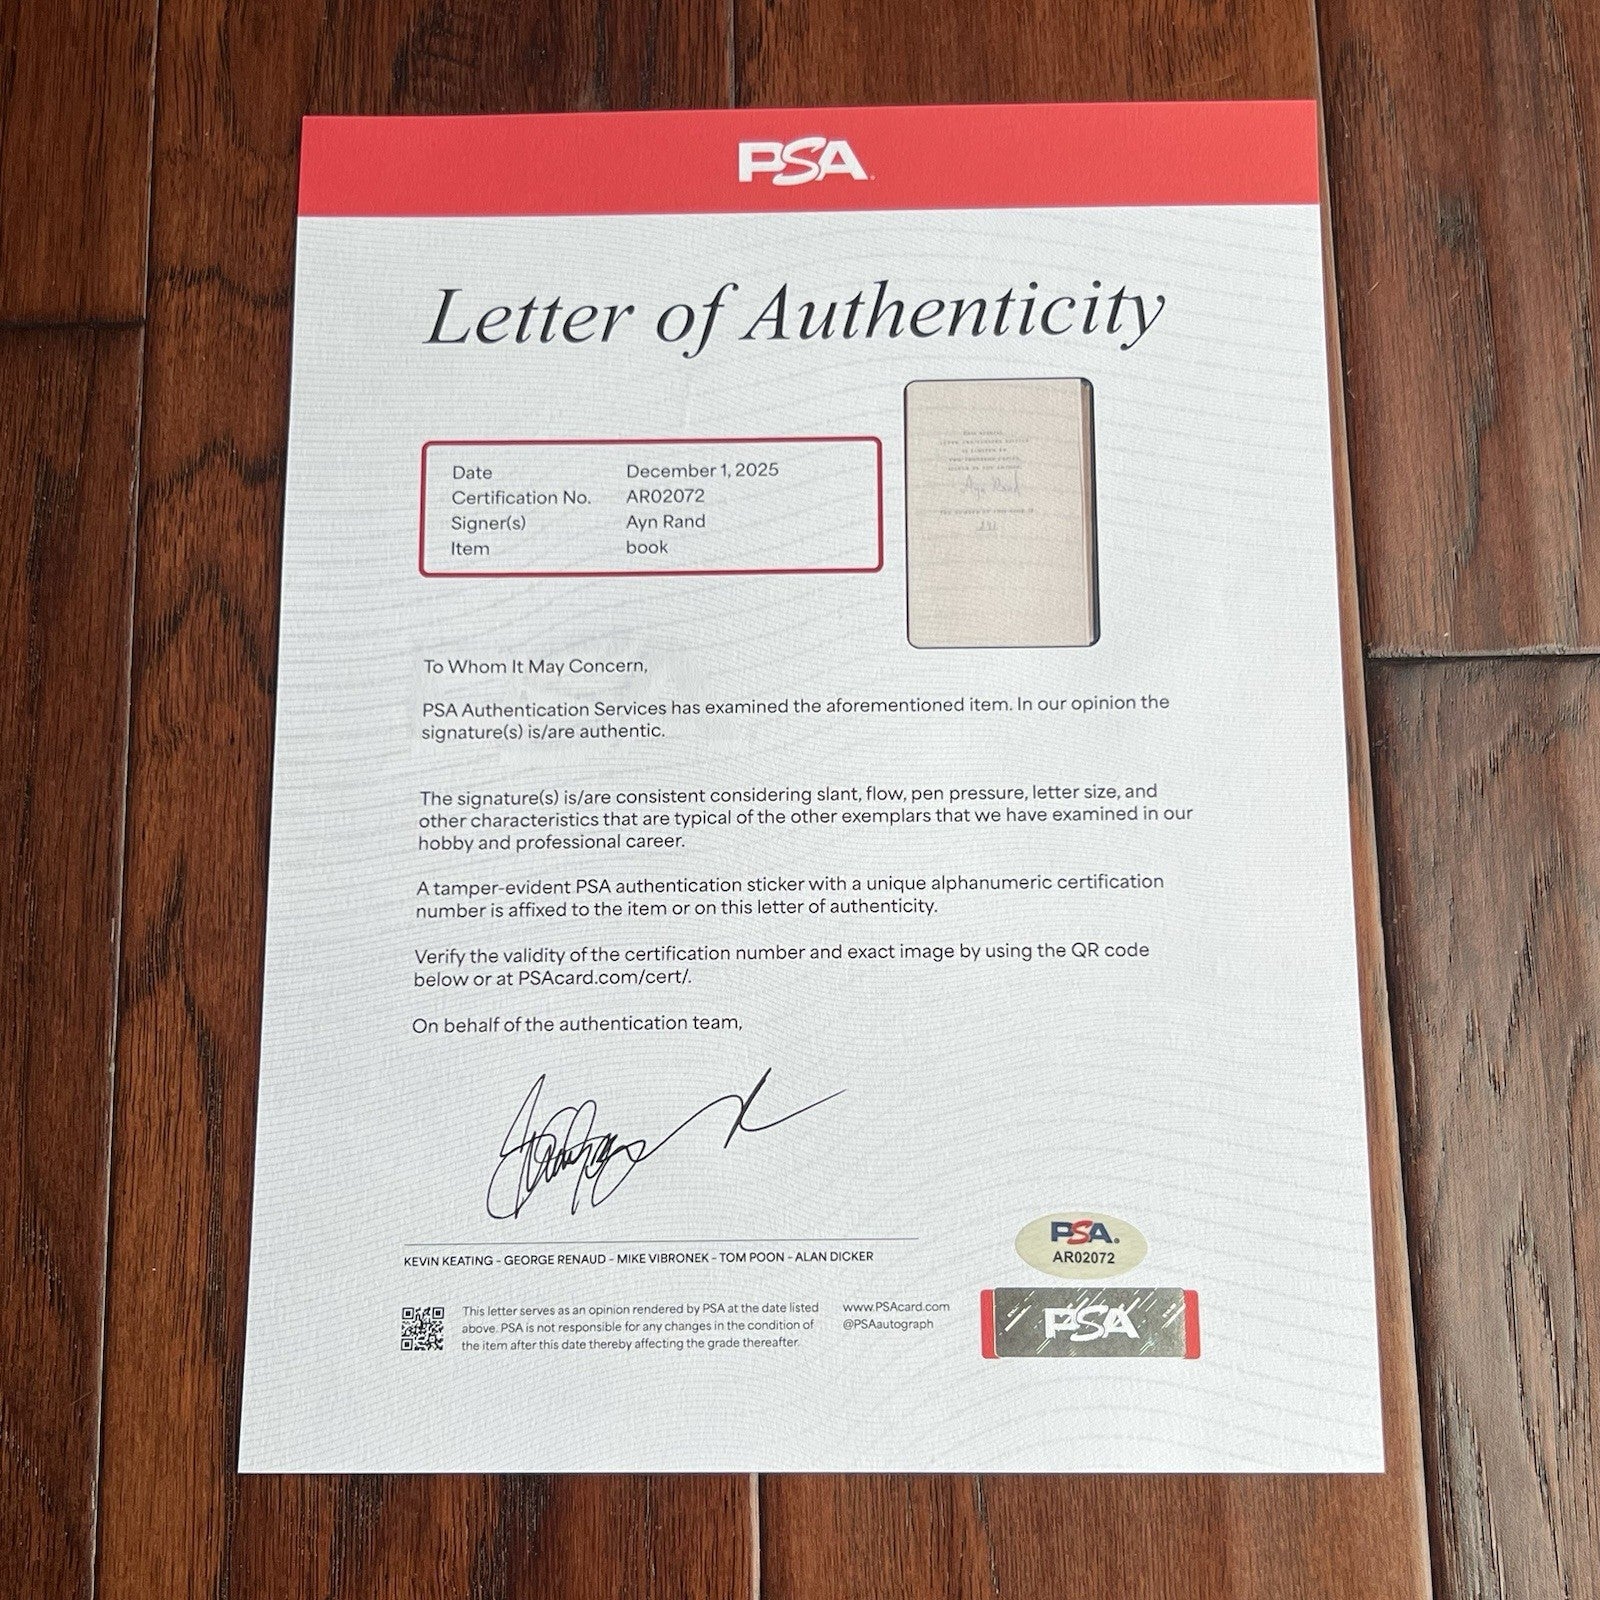 PSA
Letter of Authenticity
Date December 1, 2025
Certification No. AR02072
Signer(s) Ayn Rand
Item book
To Whom It May Concern,
PSA Authentication Services has examined the aforementioned item. In our opinion the
signature(s) is/are authentic.
The signature(s) is/are consistent considering slant, flow, pen pressure, letter size, and
other characteristics that are typical of the other exemplars that we have examined in our
hobby and professional career.
A tamper-evident PSA authentication sticker with a unique alphanumeric certification
number is affixed to the item or on this letter of authenticity.
Verify the validity of the certification number and exact image by using the QR code
below or at PSAcard.com/cert/.
On behalf of the authentication team,
KEVIN KEATING - GEORGE RENAUD - MIKE VIBRONEK - TOM POON - ALAN DICKER
This letter serves as an opinion rendered by PSA at the date listed
above. PSA is not responsible for any changes in the condition of
the item after this date thereby affecting the grade thereafter.
www.PSAcard.com
@PSAautograph
PSA
AR02072
PSA